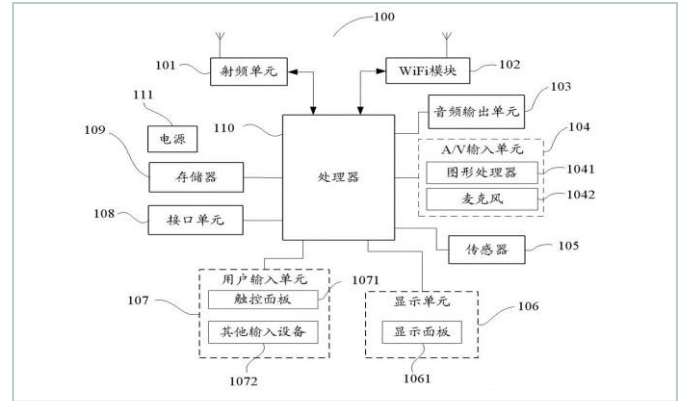 100
101
射频单元
WiFi模块
102
103
音频输出单元
111
电源
110
处理器
104
A/V输入单元
图形处理器
1041
麦克风
1042
109
存储器
108
接口单元
传感器
105
用户输入单元
107
触控面板
1071
其他输入设备
1072
显示单元
106
显示面板
1061